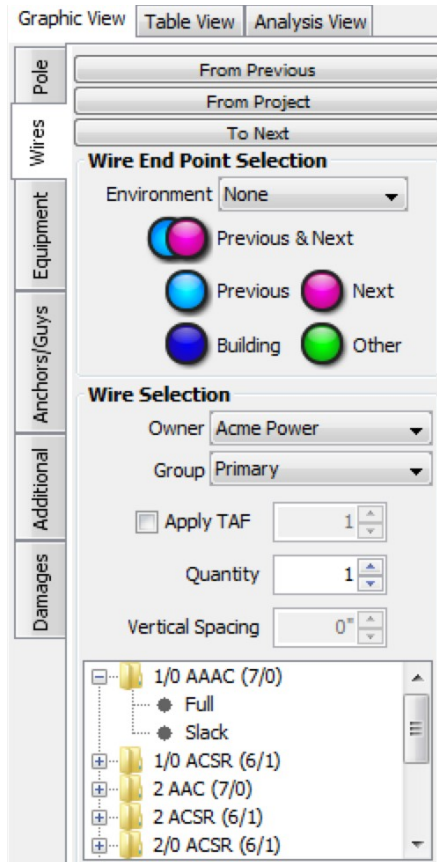 Graphic View Table View Analysis View
Pole
Wires
Equipment
Anchors/Guys
Additional
Damages
From Previous
From Project
To Next
Wire End Point Selection
Environment None
Previous & Next
Previous Next
Building Other
Wire Selection
Owner Acme Power
Group Primary
Apply TAF 1
Quantity 1
Vertical Spacing 0"
1/0 AAAC (7/0)
Full
Slack
1/0 ACSR (6/1)
2 AAC (7/0)
2 ACSR (6/1)
2/0 ACSR (6/1)